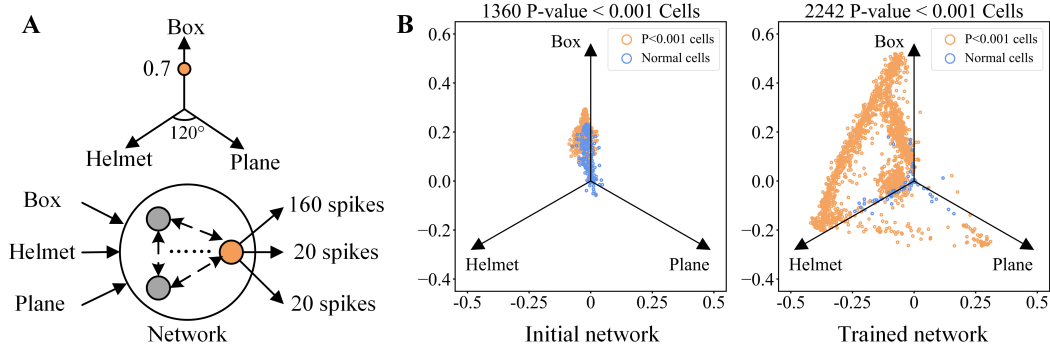 A
Box
0.7
120°
Helmet
Plane
Box
Helmet
Plane
160 spikes
20 spikes
20 spikes
Network
B
1360 P-value < 0.001 Cells
P<0.001 cells
Normal cells
Box
Helmet
Plane
0.6
0.4
0.2
0.0
−0.2
−0.4
-0.5
-0.25
0
0.25
0.5
Initial network
2242 P-value < 0.001 Cells
P<0.001 cells
Normal cells
Box
Helmet
Plane
0.6
0.4
0.2
0.0
−0.2
−0.4
-0.5
-0.25
0
0.25
0.5
Trained network